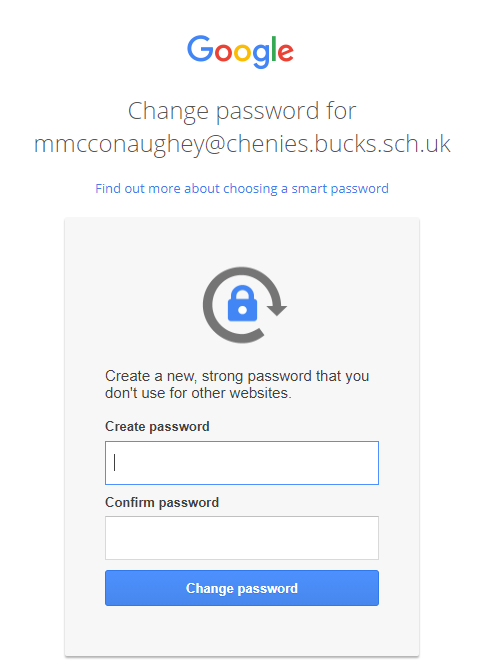 Google
Change password for
mmcconaughey@chenies.bucks.sch.uk
Find out more about choosing a smart password
Create a new, strong password that you
don't use for other websites.
Create password
Confirm password
Change password